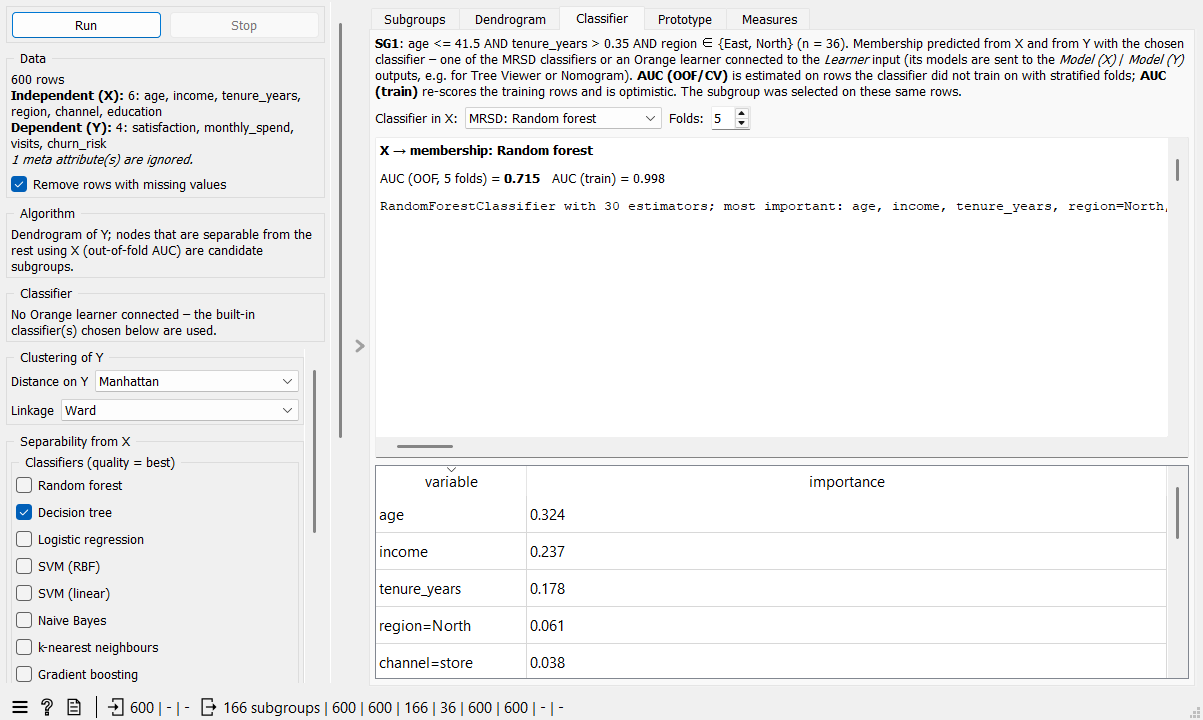 Run
Stop
Data
600 rows
Independent (X): 6: age, income, tenure_years,
region, channel, education
Dependent (Y): 4: satisfaction, monthly_spend,
visits, churn_risk
1 meta attribute(s) are ignored.
Remove rows with missing values
Algorithm
Dendrogram of Y; nodes that are separable from the
rest using X (out-of-fold AUC) are candidate
subgroups.
Classifier
No Orange learner connected – the built-in
classifier(s) chosen below are used.
Clustering of Y
Distance on Y Manhattan
Linkage Ward
Separability from X
Classifiers (quality = best)
Random forest
Decision tree
Logistic regression
SVM (RBF)
SVM (linear)
Naive Bayes
k-nearest neighbours
Gradient boosting
Subgroups Dendrogram Classifier Prototype Measures
SG1: age <= 41.5 AND tenure_years > 0.35 AND region ∈ {East, North} (n = 36). Membership predicted from X and from Y with the chosen
classifier – one of the MRSD classifiers or an Orange learner connected to the Learner input (its models are sent to the Model (X) / Model (Y)
outputs, e.g. for Tree Viewer or Nomogram). AUC (OOF/CV) is estimated on rows the classifier did not train on with stratified folds; AUC
(train) re-scores the training rows and is optimistic. The subgroup was selected on these same rows.
Classifier in X: MRSD: Random forest Folds: 5
X → membership: Random forest
AUC (OOF, 5 folds) = 0.715 AUC (train) = 0.998
RandomForestClassifier with 30 estimators; most important: age, income, tenure_years, region=North,
variable importance
age 0.324
income 0.237
tenure_years 0.178
region=North 0.061
channel=store 0.038
600 | - | - 166 subgroups | 600 | 600 | 166 | 36 | 600 | 600 | - | -